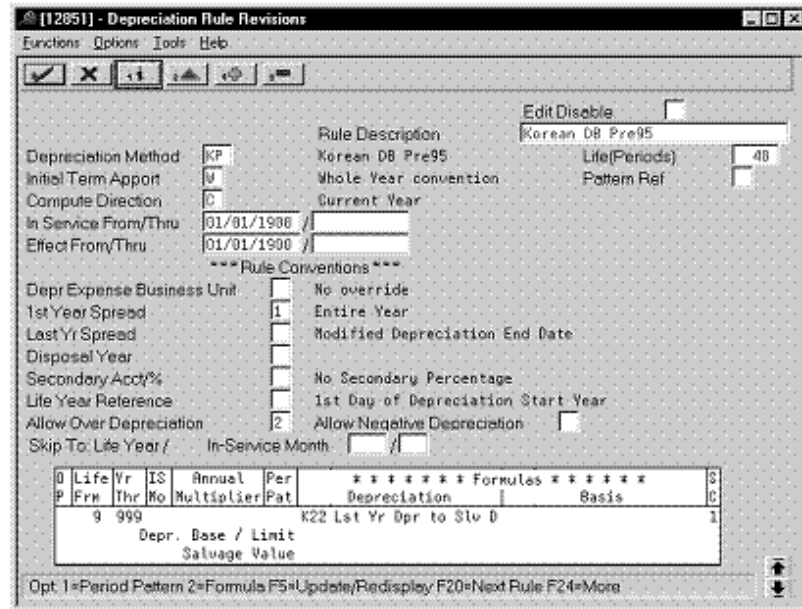 [12851] - Depreciation Rule Revisions
Functions Options Tools Help
Edit Disable
Rule Description Korean DB Pre95
Depreciation Method KP Korean DB Pre95 Life(Periods) 48
Initial Term Apport W Whole Year convention Pattern Ref
Compute Direction C Current Year
In Service From/Thru 01/01/1900 /
Effect From/Thru 01/01/1900 /
*** Rule Conventions ***
Depr Expense Business Unit No override
1st Year Spread 1 Entire Year
Last Yr Spread Modified Depreciation End Date
Disposal Year
Secondary Acct/% No Secondary Percentage
Life Year Reference 1st Day of Depreciation Start Year
Allow Over Depreciation 2 Allow Negative Depreciation
Skip To: Life Year / In-Service Month /
O Life Yr IS Annual Per * * * * * * * Formulas * * * * * * S
P Frm Thr Mo Multiplier Pat Depreciation | Basis C
9 999 K22 Lst Yr Dpr to Slv D 1
Depr. Base / Limit
Salvage Value
Opt: 1=Period Pattern 2=Formula F5=Update/Redisplay F20=Next Rule F24=More